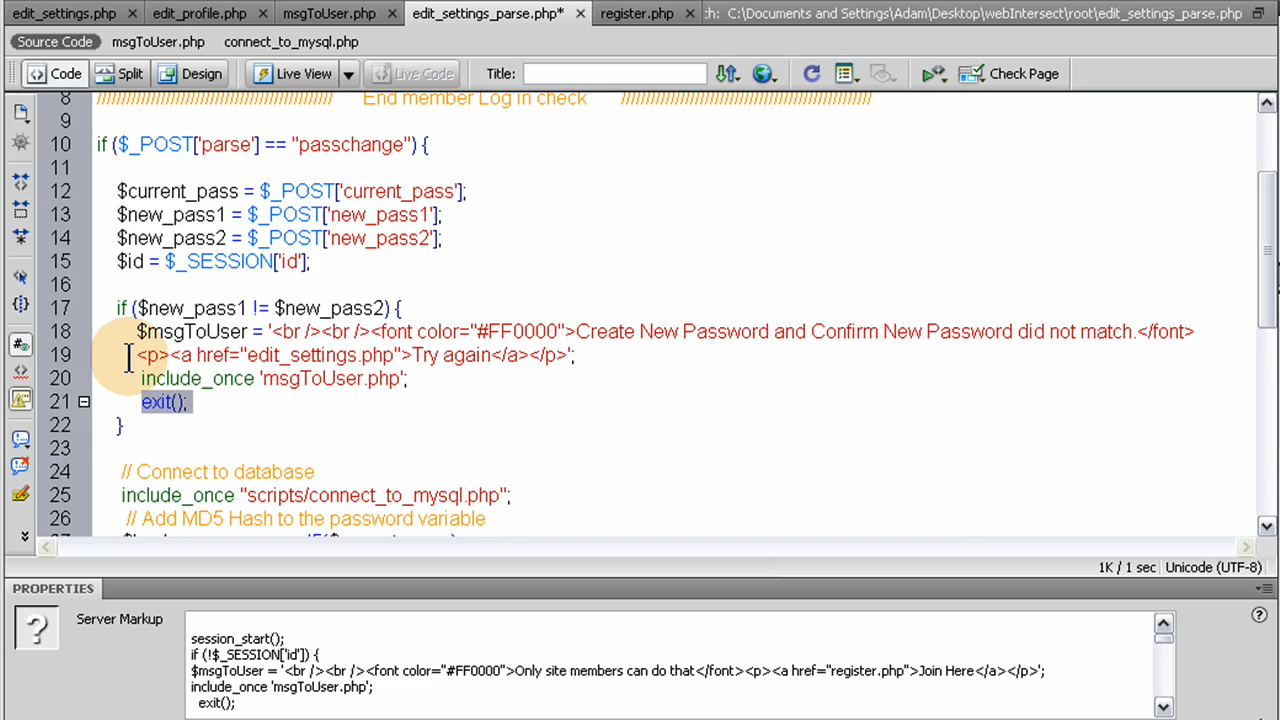 edit_settings.php × edit_profile.php × msgToUser.php × edit_settings_parse.php* × register.php × :h: C:\Documents and Settings\Adam\Desktop\webIntersect\root\edit_settings_parse.php
Source Code msgToUser.php connect_to_mysql.php
Code Split Design Live View Live Code Title: Check Page
8 //////////////////////////////////////////////// End member Log in check ////////////////////////////////////////////////////
9
10 if ($_POST['parse'] == "passchange") {
11
12 $current_pass = $_POST['current_pass'];
13 $new_pass1 = $_POST['new_pass1'];
14 $new_pass2 = $_POST['new_pass2'];
15 $id = $_SESSION['id'];
16
17 if ($new_pass1 != $new_pass2) {
18 $msgToUser = '<br /><br /><font color="#FF0000">Create New Password and Confirm New Password did not match.</font>
19 <p><a href="edit_settings.php">Try again</a></p>';
20 include_once 'msgToUser.php';
21 exit();
22 }
23
24 // Connect to database
25 include_once "scripts/connect_to_mysql.php";
26 // Add MD5 Hash to the password variable
1K / 1 sec Unicode (UTF-8)
PROPERTIES
Server Markup
session_start();
if (!$_SESSION['id']) {
$msgToUser = '<br /><br /><font color="#FF0000">Only site members can do that</font><p><a href="register.php">Join Here</a></p>';
include_once 'msgToUser.php';
exit();